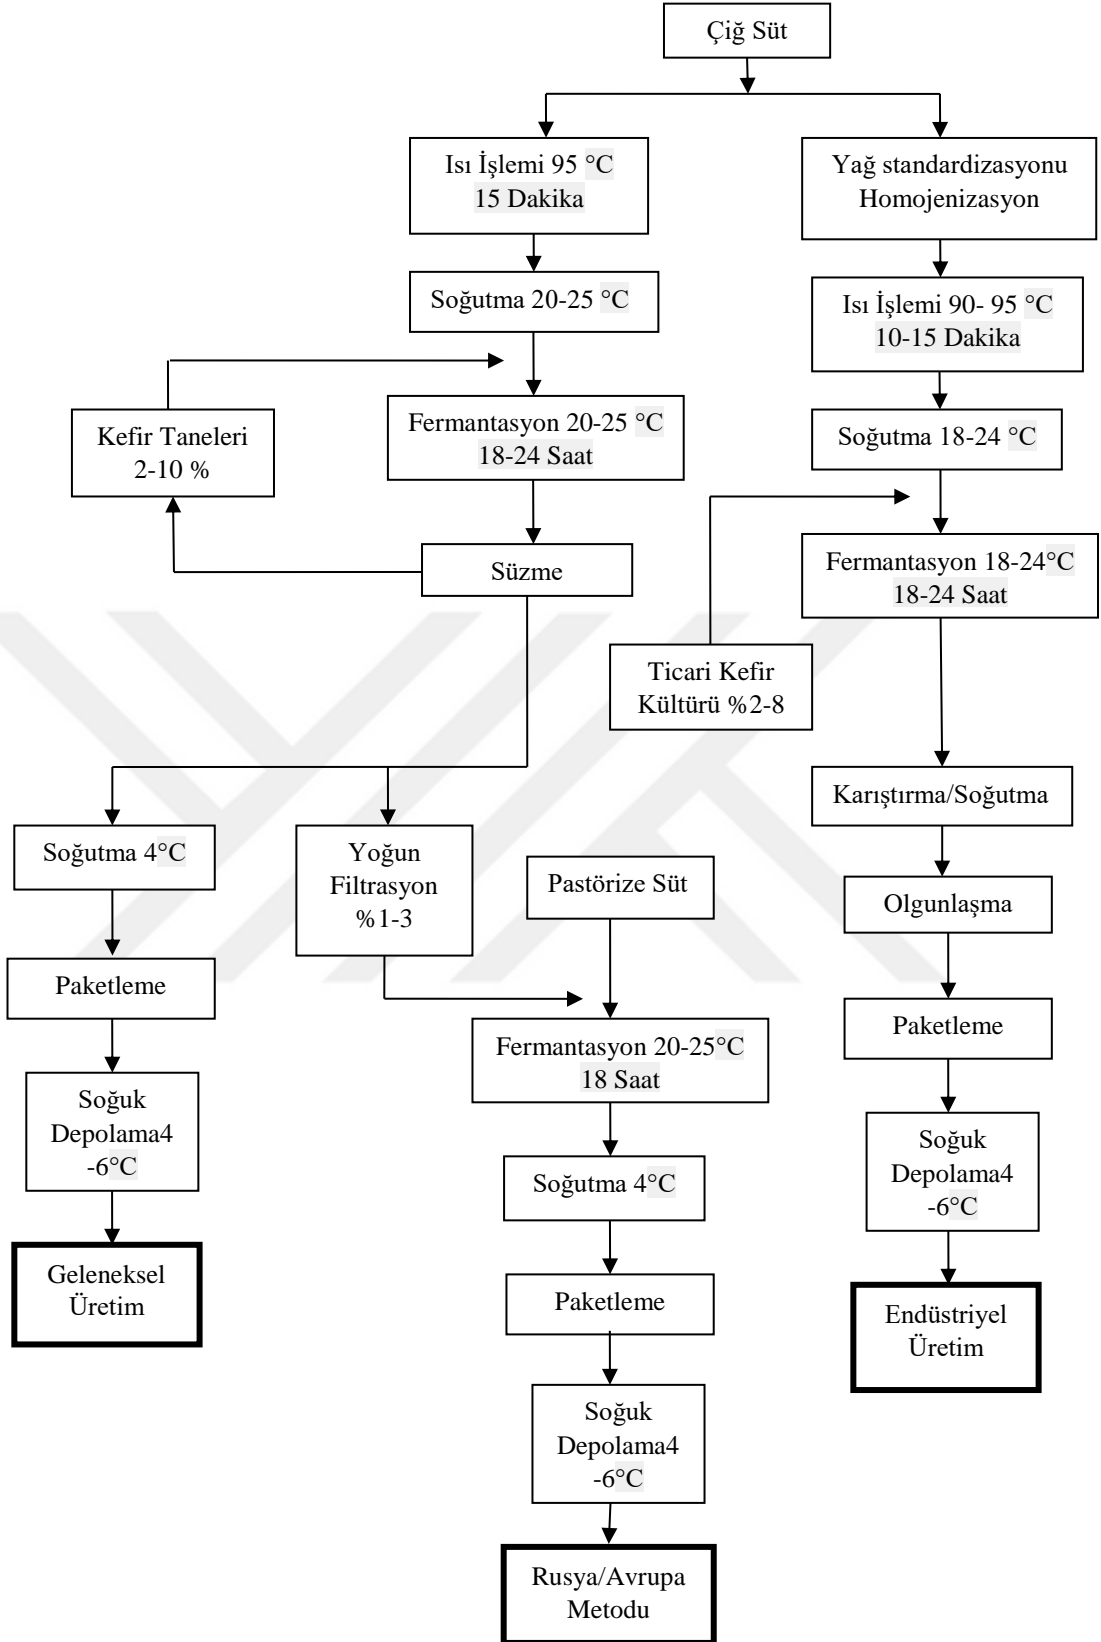 Çiğ Süt
Isı İşlemi 95 °C
15 Dakika
Yağ standardizasyonu
Homojenizasyon
Soğutma 20-25 °C
Isı İşlemi 90- 95 °C
10-15 Dakika
Kefir Taneleri
2-10 %
Fermantasyon 20-25 °C
18-24 Saat
Soğutma 18-24 °C
Süzme
Fermantasyon 18-24°C
18-24 Saat
Ticari Kefir
Kültürü %2-8
Karıştırma/Soğutma
Soğutma 4°C
Yoğun
Filtrasyon
%1-3
Pastörize Süt
Olgunlaşma
Paketleme
Paketleme
Fermantasyon 20-25°C
18 Saat
Soğuk
Depolama4
-6°C
Soğuk
Depolama4
-6°C
Soğutma 4°C
Geleneksel
Üretim
Paketleme
Endüstriyel
Üretim
Soğuk
Depolama4
-6°C
Rusya/Avrupa
Metodu